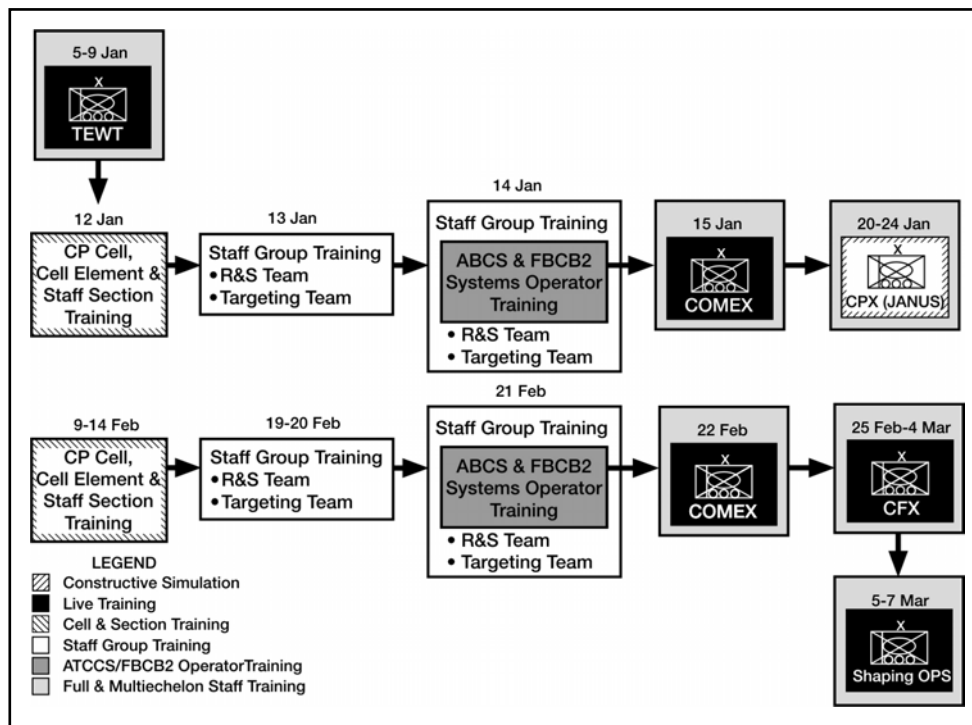 5-9 Jan
X
TEWT
12 Jan
CP Cell,
Cell Element &
Staff Section
Training
13 Jan
Staff Group Training
•R&S Team
•Targeting Team
14 Jan
Staff Group Training
ABCS & FBCB2
Systems Operator
Training
• R&S Team
• Targeting Team
15 Jan
X
COMEX
20-24 Jan
X
CPX (JANUS)
9-14 Feb
CP Cell,
Cell Element &
Staff Section
Training
19-20 Feb
Staff Group Training
•R&S Team
•Targeting Team
21 Feb
Staff Group Training
ABCS & FBCB2
Systems Operator
Training
• R&S Team
• Targeting Team
22 Feb
X
COMEX
25 Feb-4 Mar
X
CFX
5-7 Mar
X
Shaping OPS
LEGEND
Constructive Simulation
Live Training
Cell & Section Training
Staff Group Training
ATCCS/FBCB2 OperatorTraining
Full & Multiechelon Staff Training